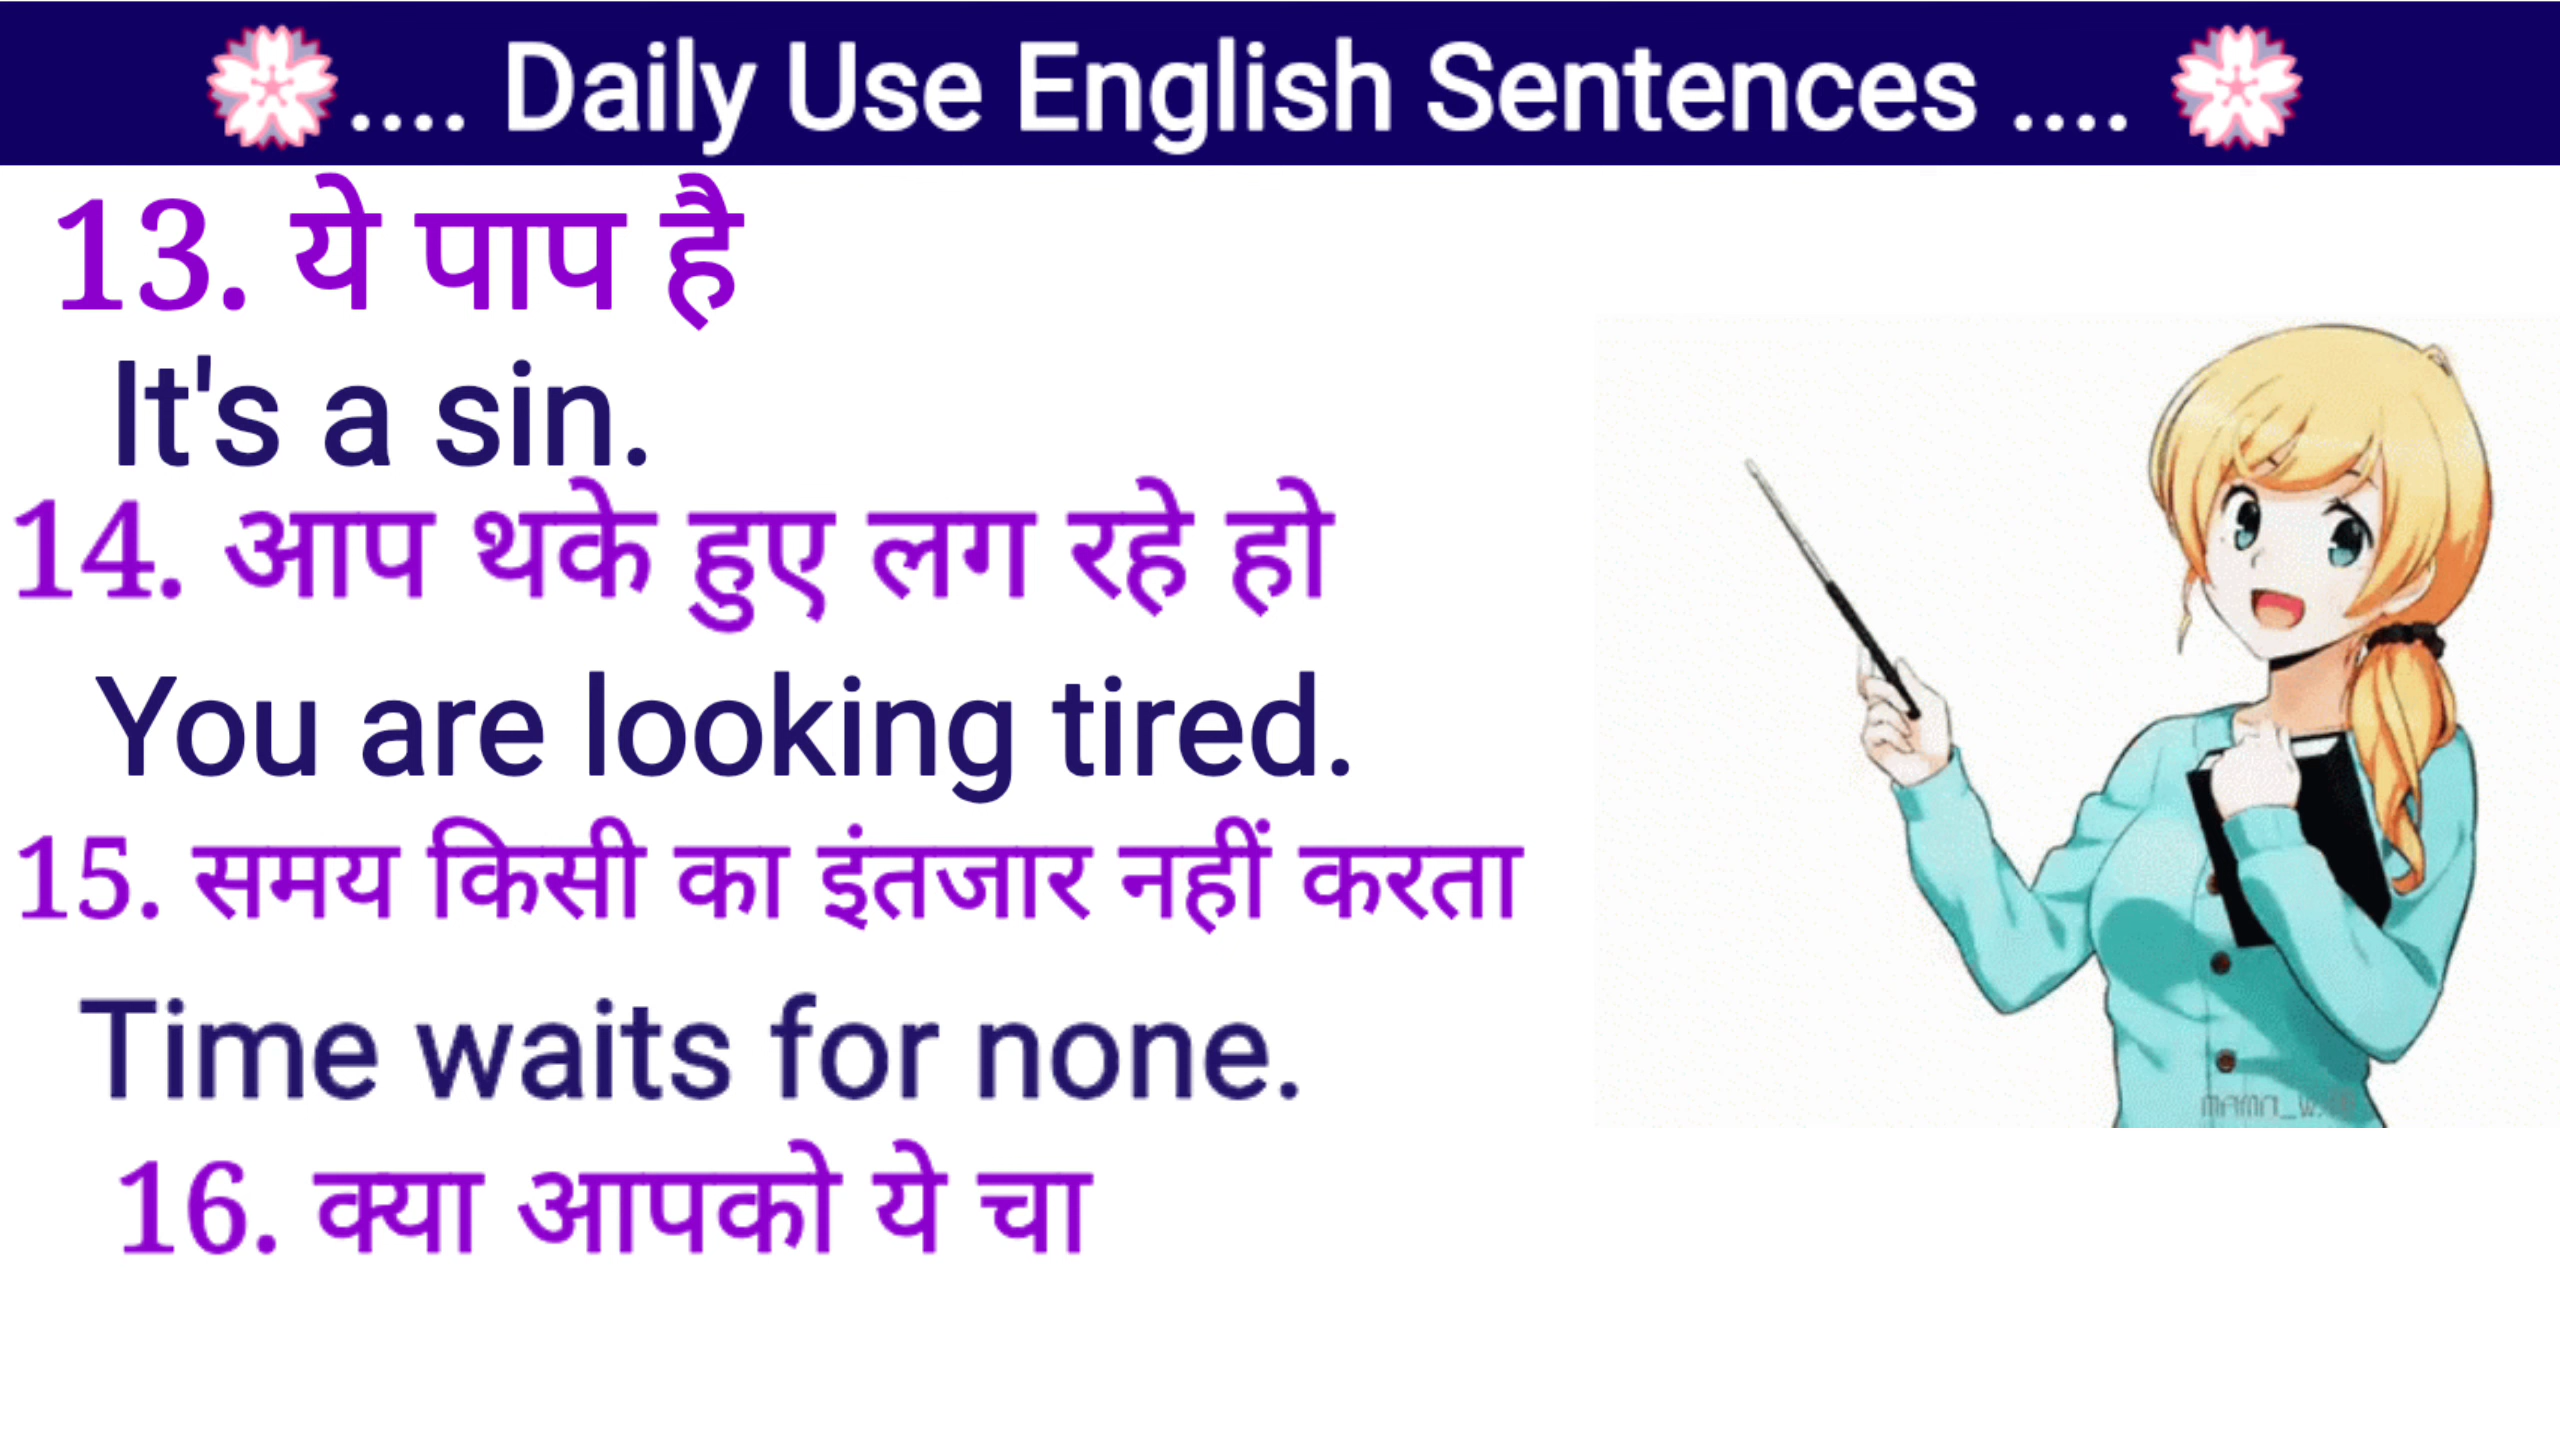 .... Daily Use English Sentences ....
13. ये पाप है
It's a sin.
14. आप थके हुए लग रहे हो
You are looking tired.
15. समय किसी का इंतजार नहीं करता
Time waits for none.
16. क्या आपको ये चा